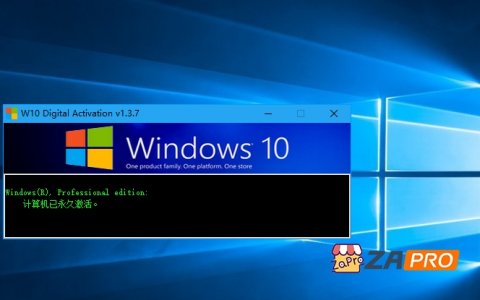 W10 Digital Activation v1.3.7
Windows 10
One product family. One platform. One store
Windows(R), Professional edition:
计算机已永久激活。
ZaPro
ZAPRO